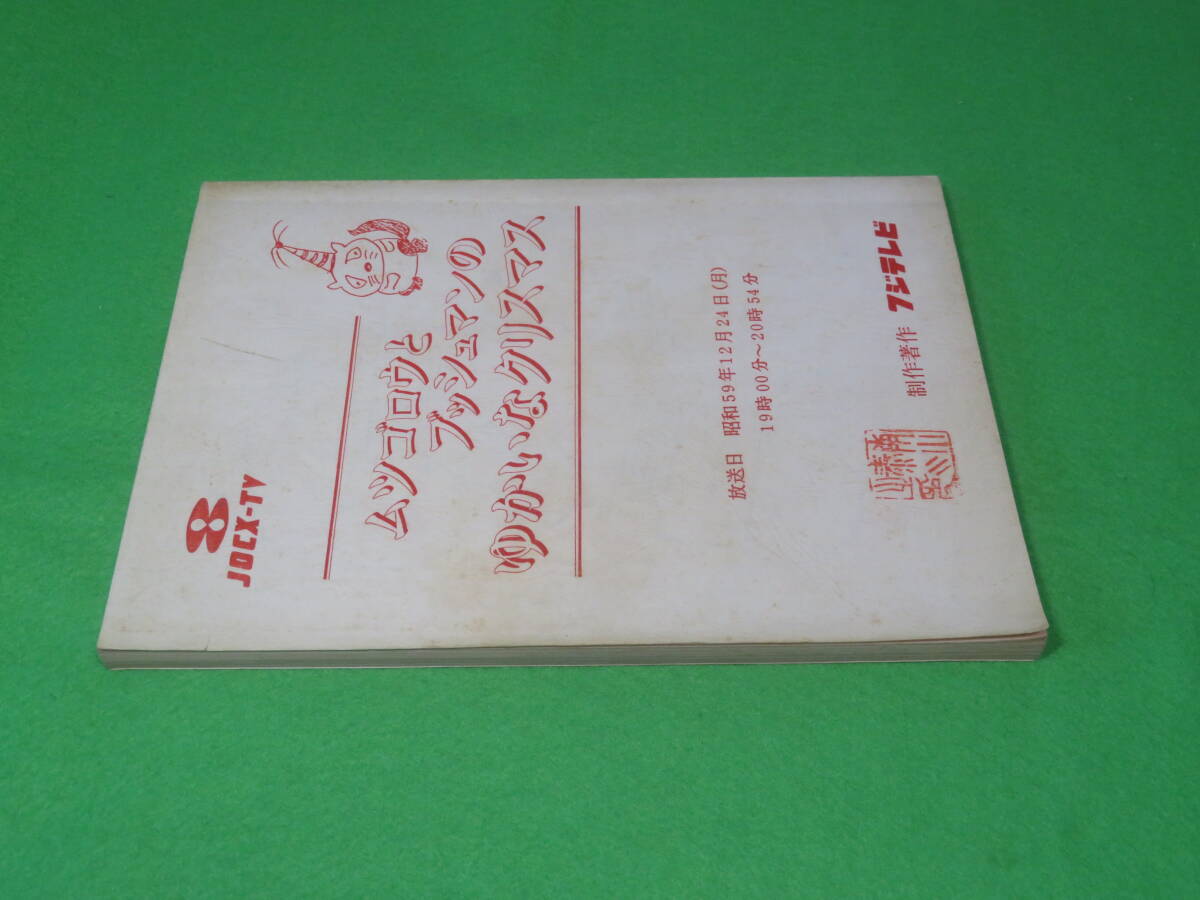 8
JOCX-TV
ムツゴロウと
ブッシュマンの
ゆかいなクリスマス
放送日 昭和59年12月24日(月)
19時00分～20時54分
制作著作 フジテレビ